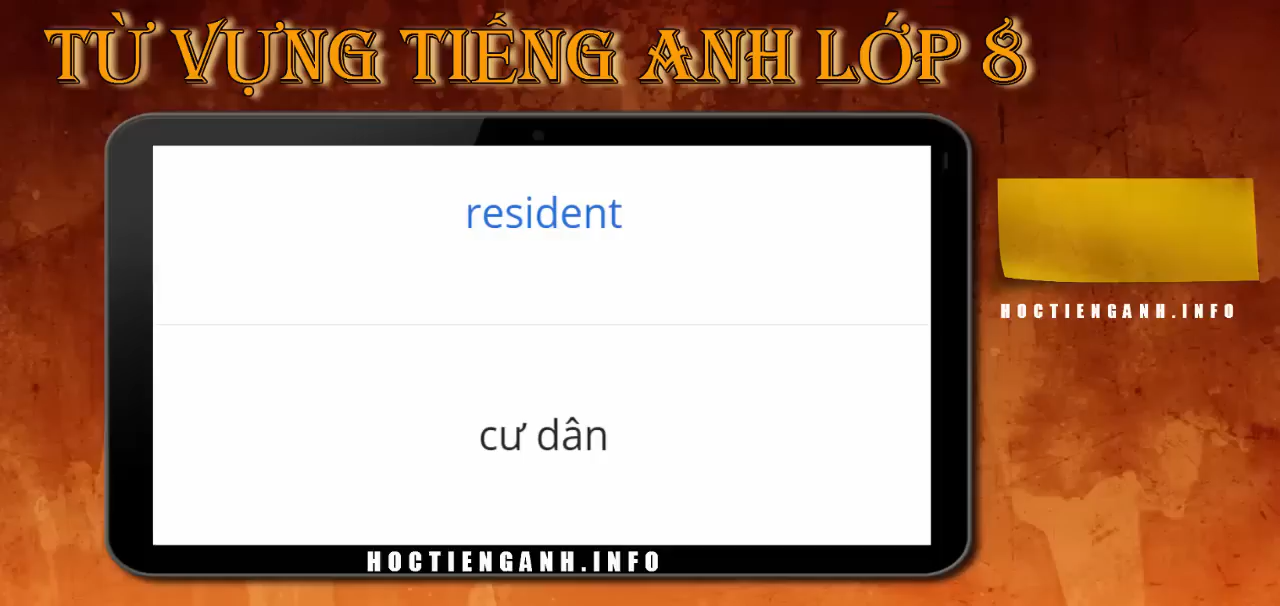 TỪ VỰNG TIẾNG ANH LỚP 8
resident
cư dân
HOCTIENGANH.INFO
HOCTIENGANH.INFO